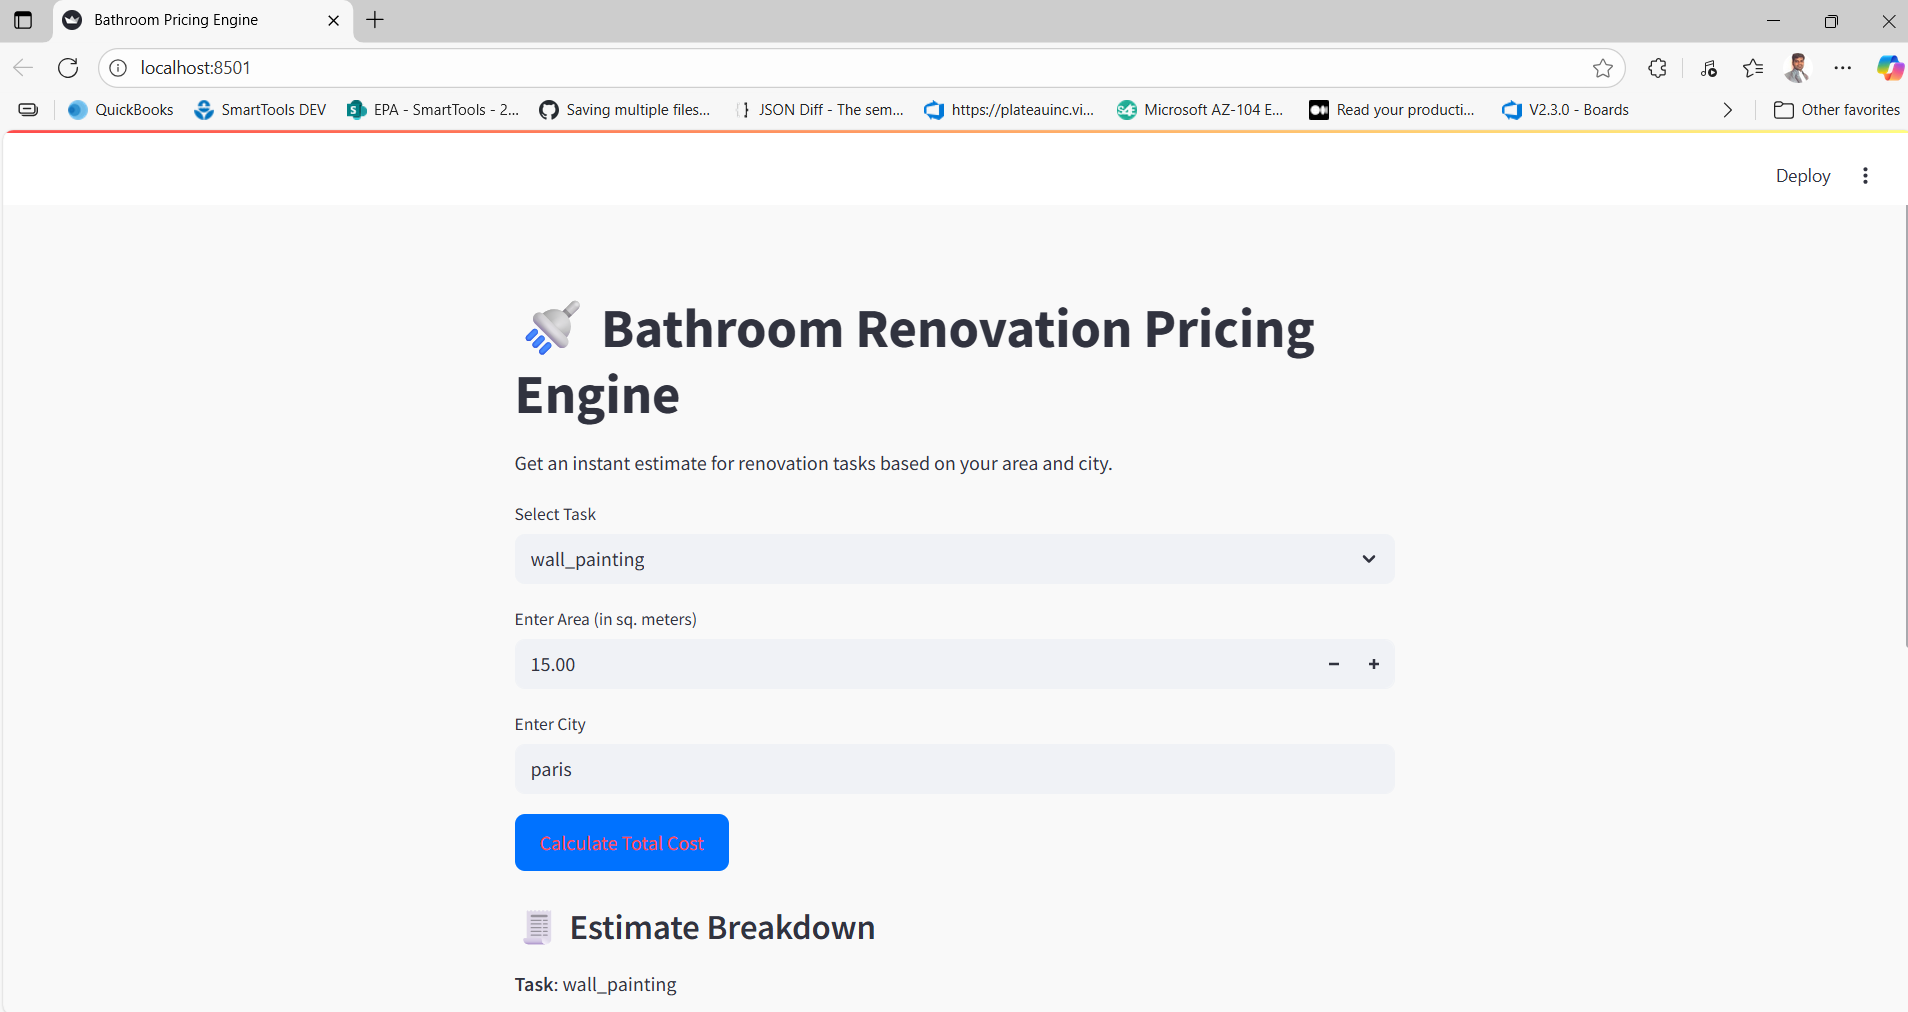 Bathroom Pricing Engine
localhost:8501
QuickBooks
SmartTools DEV
EPA - SmartTools - 2...
Saving multiple files...
JSON Diff - The sem...
https://plateauinc.vi...
Microsoft AZ-104 E...
Read your producti...
V2.3.0 - Boards
Other favorites
Deploy
Bathroom Renovation Pricing
Engine
Get an instant estimate for renovation tasks based on your area and city.
Select Task
wall_painting
Enter Area (in sq. meters)
15.00
Enter City
paris
Calculate Total Cost
Estimate Breakdown
Task: wall_painting